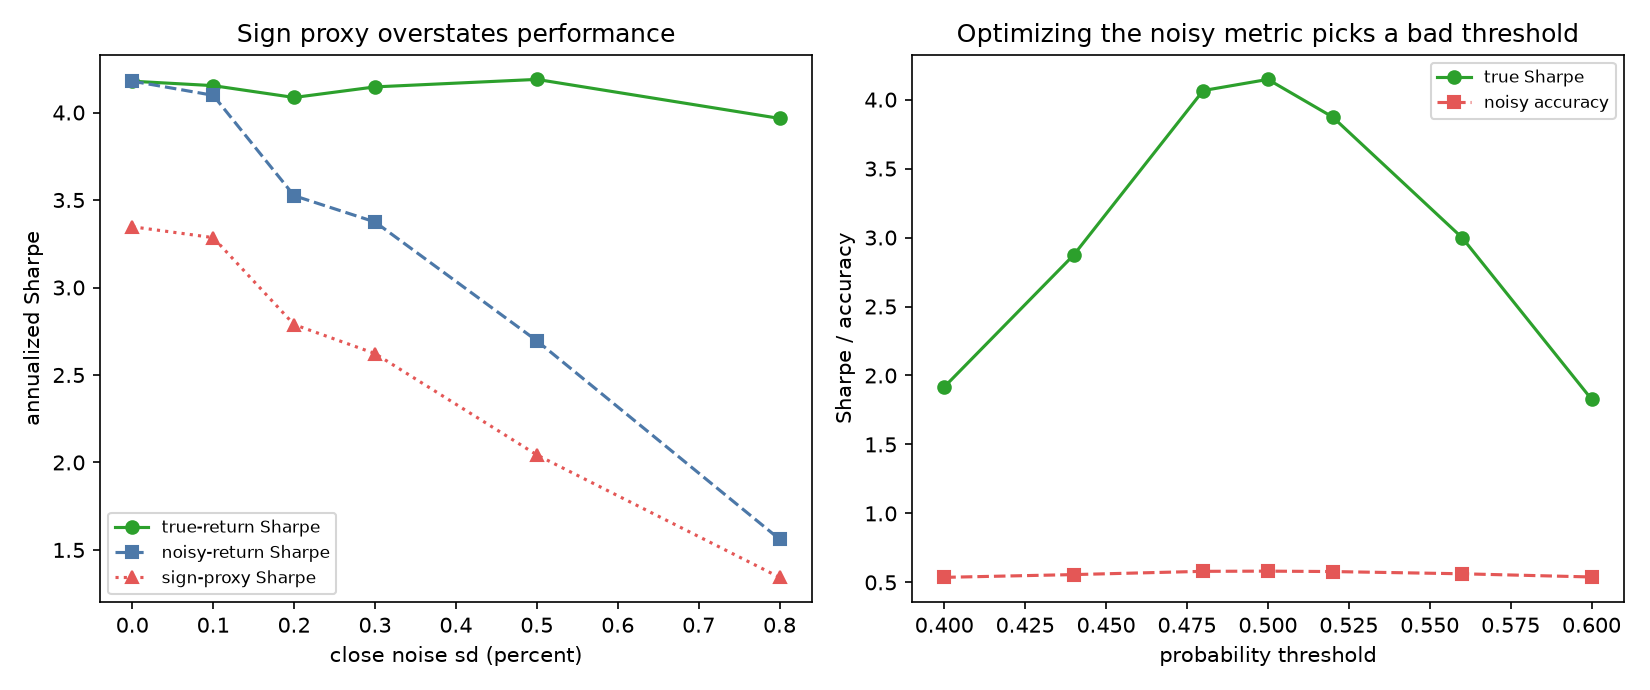 Sign proxy overstates performance
annualized Sharpe
4.0
3.5
3.0
2.5
2.0
1.5
true-return Sharpe
noisy-return Sharpe
sign-proxy Sharpe
0.0 0.1 0.2 0.3 0.4 0.5 0.6 0.7 0.8
close noise sd (percent)
Optimizing the noisy metric picks a bad threshold
Sharpe / accuracy
4.0
3.5
3.0
2.5
2.0
1.5
1.0
0.5
true Sharpe
noisy accuracy
0.400 0.425 0.450 0.475 0.500 0.525 0.550 0.575 0.600
probability threshold